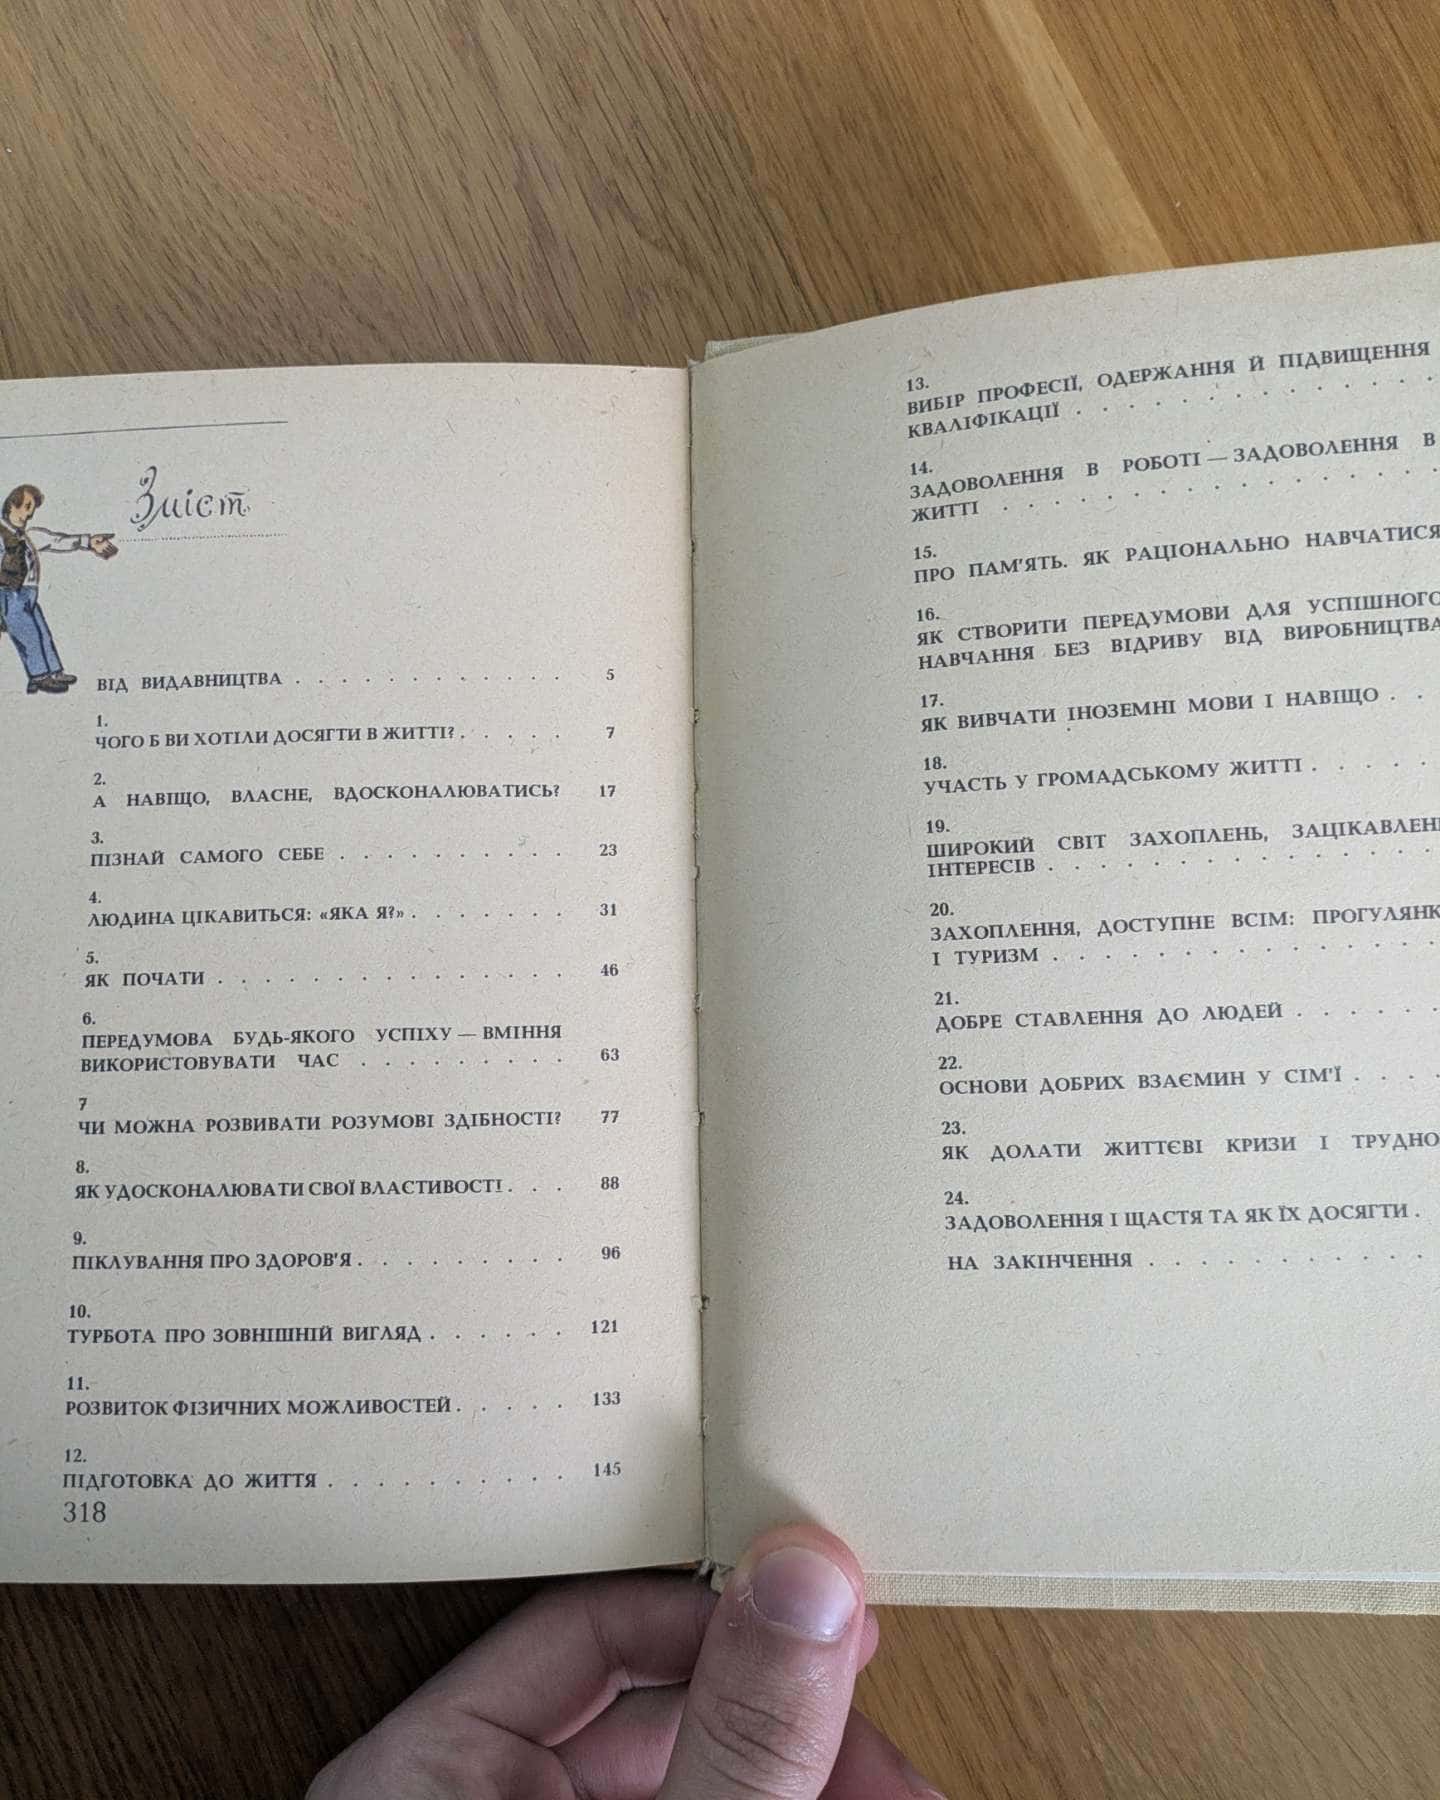 Зміст
ВІД ВИДАВНИЦТВА . . . . . . . . . . . . 5
1.
ЧОГО Б ВИ ХОТІЛИ ДОСЯГТИ В ЖИТТІ? . . . . . 7
2.
А НАВІЩО, ВЛАСНЕ, ВДОСКОНАЛЮВАТИСЬ? 17
3.
ПІЗНАЙ САМОГО СЕБЕ . . . . . . . . . . 23
4.
ЛЮДИНА ЦІКАВИТЬСЯ: «ЯКА Я?» . . . . . . . 31
5.
ЯК ПОЧАТИ . . . . . . . . . . . . . . . 46
6.
ПЕРЕДУМОВА БУДЬ-ЯКОГО УСПІХУ — ВМІННЯ
ВИКОРИСТОВУВАТИ ЧАС . . . . . . . . . 63
7
ЧИ МОЖНА РОЗВИВАТИ РОЗУМОВІ ЗДІБНОСТІ? 77
8.
ЯК УДОСКОНАЛЮВАТИ СВОЇ ВЛАСТИВОСТІ . . . 88
9.
ПІКЛУВАННЯ ПРО ЗДОРОВ'Я . . . . . . . . . 96
10.
ТУРБОТА ПРО ЗОВНІШНІЙ ВИГЛЯД . . . . . . 121
11.
РОЗВИТОК ФІЗИЧНИХ МОЖЛИВОСТЕЙ . . . . . 133
12.
ПІДГОТОВКА ДО ЖИТТЯ . . . . . . . . . . 145
318
13.
ВИБІР ПРОФЕСІЇ, ОДЕРЖАННЯ Й ПІДВИЩЕННЯ
КВАЛІФІКАЦІЇ . . . . . . . . . . . . . .
14.
ЗАДОВОЛЕННЯ В РОБОТІ — ЗАДОВОЛЕННЯ В
ЖИТТІ . . . . . . . . . . . . . . . . .
15.
ПРО ПАМ'ЯТЬ. ЯК РАЦІОНАЛЬНО НАВЧАТИСЯ
16.
ЯК СТВОРИТИ ПЕРЕДУМОВИ ДЛЯ УСПІШНОГО
НАВЧАННЯ БЕЗ ВІДРИВУ ВІД ВИРОБНИЦТВА
17.
ЯК ВИВЧАТИ ІНОЗЕМНІ МОВИ І НАВІЩО . .
18.
УЧАСТЬ У ГРОМАДСЬКОМУ ЖИТТІ . . . . .
19.
ШИРОКИЙ СВІТ ЗАХОПЛЕНЬ, ЗАЦІКАВЛЕНЬ
ІНТЕРЕСІВ . . . . . . . . . . . . . . .
20.
ЗАХОПЛЕННЯ, ДОСТУПНЕ ВСІМ: ПРОГУЛЯНК
І ТУРИЗМ . . . . . . . . . . . . . . .
21.
ДОБРЕ СТАВЛЕННЯ ДО ЛЮДЕЙ . . . . . .
22.
ОСНОВИ ДОБРИХ ВЗАЄМИН У СІМ'Ї . . . .
23.
ЯК ДОЛАТИ ЖИТТЄВІ КРИЗИ І ТРУДНО
24.
ЗАДОВОЛЕННЯ І ЩАСТЯ ТА ЯК ЇХ ДОСЯГТИ .
НА ЗАКІНЧЕННЯ . . . . . . . . . . .